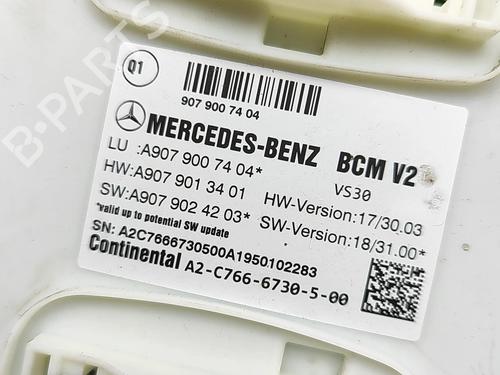 B-PARTS
Q1
907 900 74 04
MERCEDES-BENZ BCM V2
LU :A907 900 74 04*
VS30
HW:A907 901 34 01 HW-Version:17/30.03
SW:A907 902 42 03* SW-Version:18/31.00*
*valid up to potential SW update
SN: A2C7666730500A1950102283
Continental A2-C766-6730-5-00